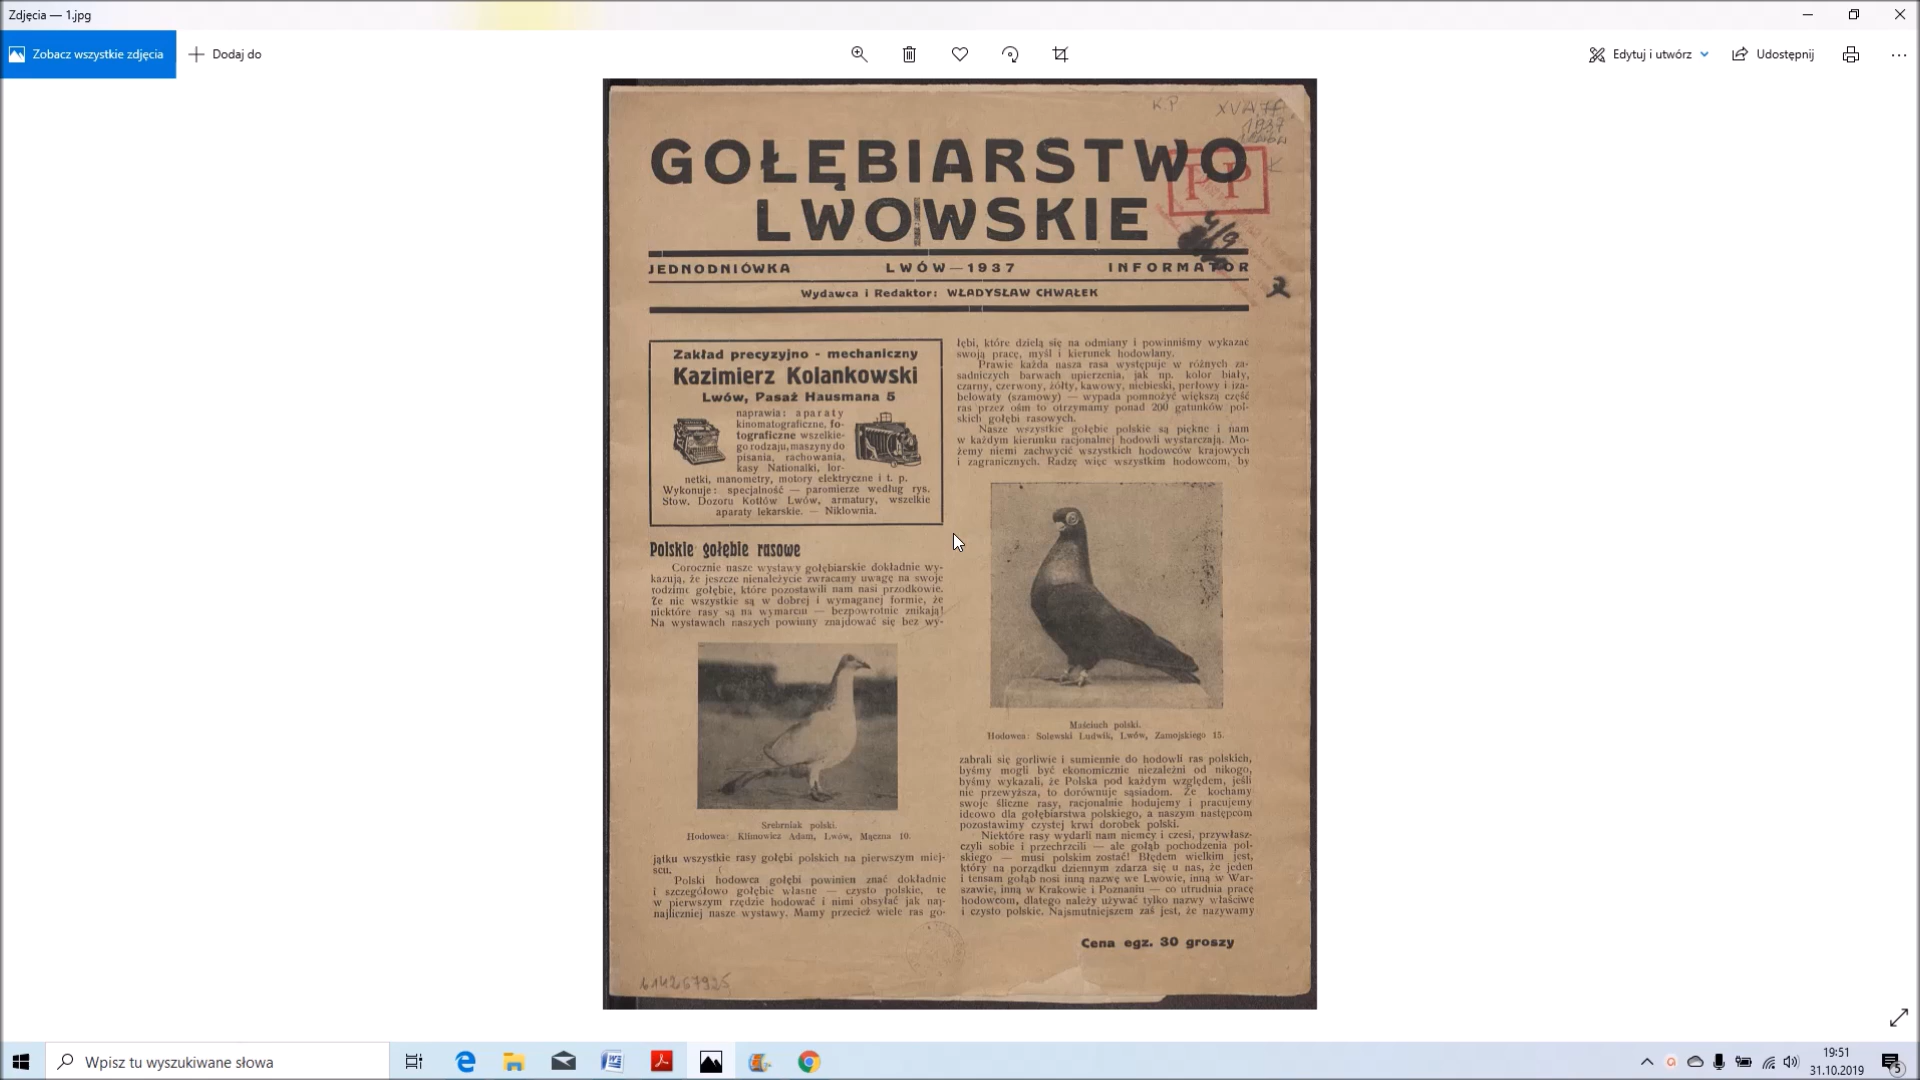 Zdjęcia — 1.jpg
Zobacz wszystkie zdjęcia
Dodaj do
Edytuj i utwórz
Udostępnij
K.P
1937
GOŁĘBIARSTWO
LWOWSKIE
PP
4/9
JEDNODNIÓWKA LWÓW—1937 INFORMATOR
Wydawca i Redaktor: WŁADYSŁAW CHWAŁEK
Zakład precyzyjno - mechaniczny
Kazimierz Kolankowski
Lwów, Pasaż Hausmana 5
naprawia: aparaty
kinomatograficzne, fo-
tograficzne wszelkie-
go rodzaju, maszyny do
pisania, rachowania,
kasy Nationalki, lor-
netki, manometry, motory elektryczne i t. p.
Wykonuje: specjalność — paromierze według rys.
Stow. Dozoru Kotłów Lwów, armatury, wszelkie
aparaty lekarskie. — Niklownia.
Polskie gołębie rasowe
Corocznie nasze wystawy gołębiarskie dokładnie wy-
kazują, że jeszcze nienależycie zwracamy uwagę na swoje
rodzime gołębie, które pozostawili nam nasi przodkowie.
Że nie wszystkie są w dobrej i wymaganej formie, że
niektóre rasy są na wymarciu — bezpowrotnie znikają!
Na wystawach naszych powinny znajdować się bez wy-
Srebrniak polski.
Hodowca: Klimowicz Adam, Lwów, Mączna 10.
jątku wszystkie rasy gołębi polskich na pierwszym miej-
scu.
Polski hodowca gołębi powinien znać dokładnie
i szczegółowo gołębie własne — czysto polskie, te
w pierwszym rzędzie hodować i nimi obsyłać jak naj-
najliczniej nasze wystawy. Mamy przecież wiele ras go-
łębi, które dzielą się na odmiany i powinniśmy wykazać
swoją pracę, myśl i kierunek hodowlany.
Prawie każda nasza rasa występuje w różnych za-
sadniczych barwach upierzenia, jak np. kolor biały,
czarny, czerwony, żółty, kawowy, niebieski, perłowy i iza-
belowaty (szamowy) — wypada pomnożyć większą część
ras przez ośm to otrzymamy ponad 200 gatunków pol-
skich gołębi rasowych.
Nasze wszystkie gołębie polskie są piękne i nam
w każdym kierunku racjonalnej hodowli wystarczają. Mo-
żemy niemi zachwycić wszystkich hodowców krajowych
i zagranicznych. Radzę więc wszystkim hodowcom, by
Maściuch polski.
Hodowca: Solewski Ludwik, Lwów, Zamojskiego 15.
zabrali się gorliwie i sumiennie do hodowli ras polskich,
byśmy mogli być ekonomicznie niezależni od nikogo,
byśmy wykazali, że Polska pod każdym względem, jeśli
nie przewyższa, to dorównuje sąsiadom. Że kochamy
swoje śliczne rasy, racjonalnie hodujemy i pracujemy
ideowo dla gołębiarstwa polskiego, a naszym następcom
pozostawimy czystej krwi dorobek polski.
Niektóre rasy wydarli nam niemcy i czesi, przywłasz-
czyli sobie i przechrzcili — ale gołąb pochodzenia pol-
skiego — musi polskim zostać! Błędem wielkim jest,
który na porządku dziennym zdarza się u nas, że jeden
i tensam gołąb nosi inną nazwę we Lwowie, inną w War-
szawie, inną w Krakowie i Poznaniu — co utrudnia pracę
hodowcom, dlatego należy używać tylko nazwy właściwe
i czysto polskie. Najsmutniejszem zaś jest, że nazywamy
Cena egz. 30 groszy
Wpisz tu wyszukiwane słowa
19:51
31.10.2019
5